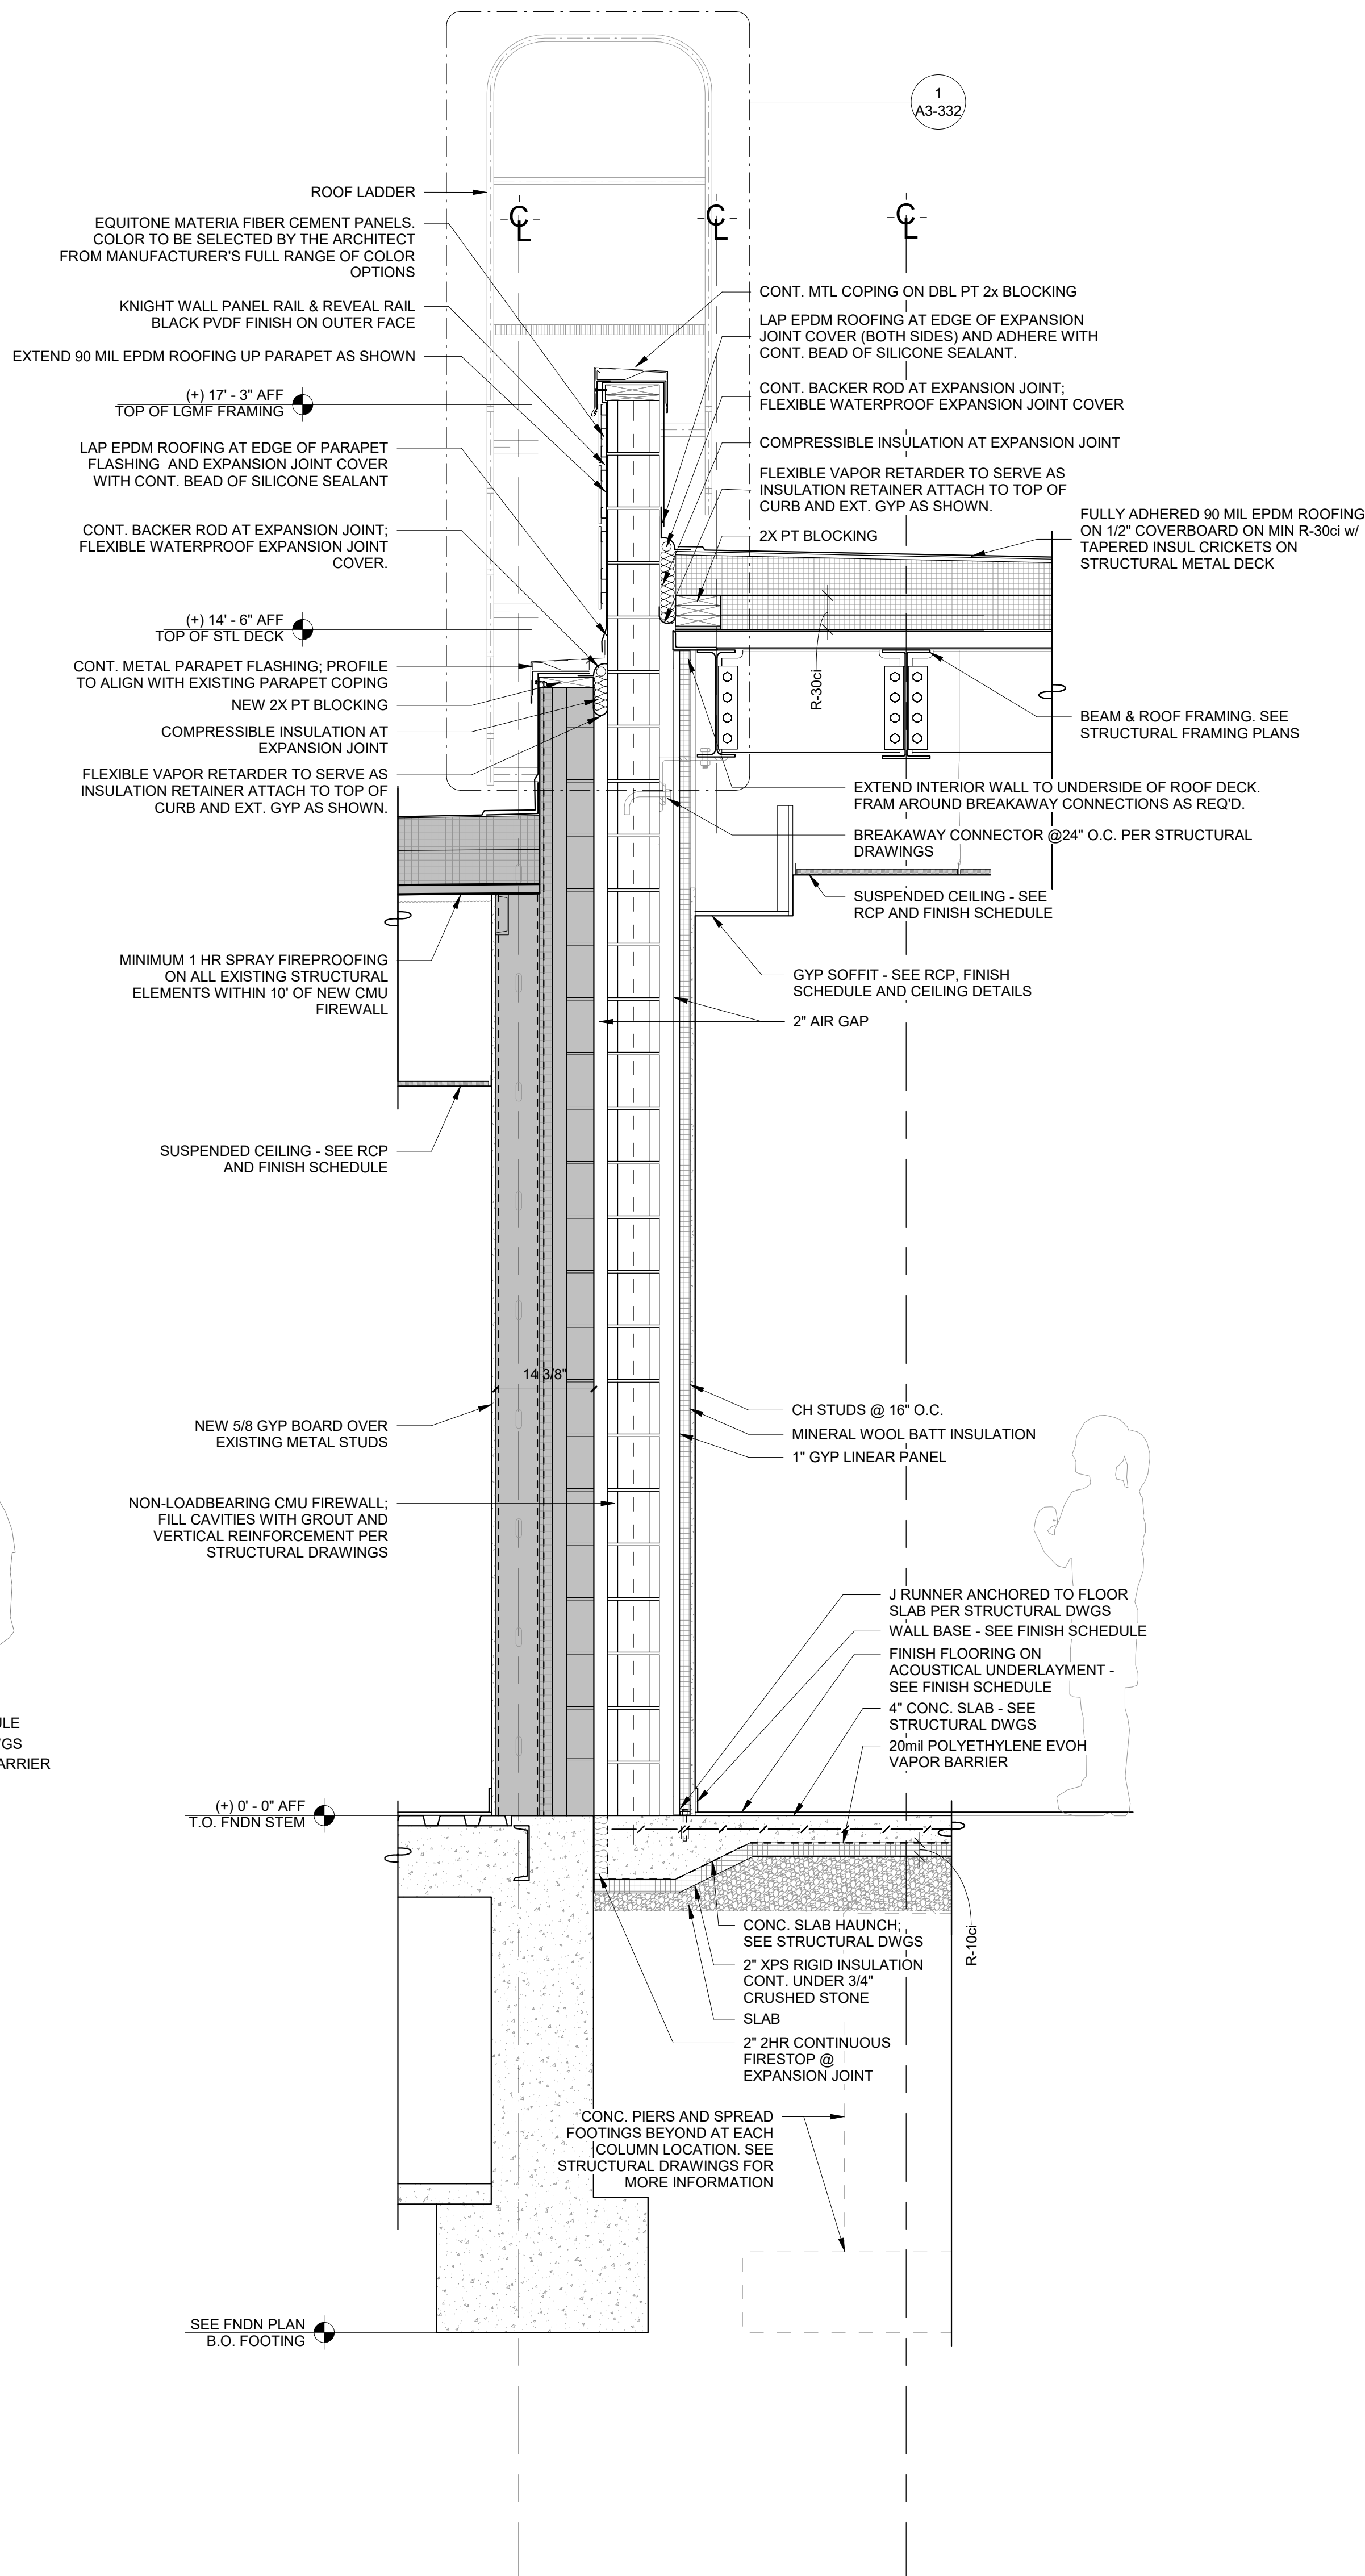 1
A3-332
ROOF LADDER
EQUITONE MATERIA FIBER CEMENT PANELS.
COLOR TO BE SELECTED BY THE ARCHITECT
FROM MANUFACTURER'S FULL RANGE OF COLOR
OPTIONS
KNIGHT WALL PANEL RAIL & REVEAL RAIL
BLACK PVDF FINISH ON OUTER FACE
EXTEND 90 MIL EPDM ROOFING UP PARAPET AS SHOWN
(+) 17' - 3" AFF
TOP OF LGMF FRAMING
LAP EPDM ROOFING AT EDGE OF PARAPET
FLASHING AND EXPANSION JOINT COVER
WITH CONT. BEAD OF SILICONE SEALANT
CONT. BACKER ROD AT EXPANSION JOINT;
FLEXIBLE WATERPROOF EXPANSION JOINT
COVER.
(+) 14' - 6" AFF
TOP OF STL DECK
CONT. METAL PARAPET FLASHING; PROFILE
TO ALIGN WITH EXISTING PARAPET COPING
NEW 2X PT BLOCKING
COMPRESSIBLE INSULATION AT
EXPANSION JOINT
FLEXIBLE VAPOR RETARDER TO SERVE AS
INSULATION RETAINER ATTACH TO TOP OF
CURB AND EXT. GYP AS SHOWN.
MINIMUM 1 HR SPRAY FIREPROOFING
ON ALL EXISTING STRUCTURAL
ELEMENTS WITHIN 10' OF NEW CMU
FIREWALL
SUSPENDED CEILING - SEE RCP
AND FINISH SCHEDULE
14 3/8"
NEW 5/8 GYP BOARD OVER
EXISTING METAL STUDS
NON-LOADBEARING CMU FIREWALL;
FILL CAVITIES WITH GROUT AND
VERTICAL REINFORCEMENT PER
STRUCTURAL DRAWINGS
ULE
GS
ARRIER
(+) 0' - 0" AFF
T.O. FNDN STEM
SEE FNDN PLAN
B.O. FOOTING
CL
CL
CL
CONT. MTL COPING ON DBL PT 2x BLOCKING
LAP EPDM ROOFING AT EDGE OF EXPANSION
JOINT COVER (BOTH SIDES) AND ADHERE WITH
CONT. BEAD OF SILICONE SEALANT.
CONT. BACKER ROD AT EXPANSION JOINT;
FLEXIBLE WATERPROOF EXPANSION JOINT COVER
COMPRESSIBLE INSULATION AT EXPANSION JOINT
FLEXIBLE VAPOR RETARDER TO SERVE AS
INSULATION RETAINER ATTACH TO TOP OF
CURB AND EXT. GYP AS SHOWN.
2X PT BLOCKING
FULLY ADHERED 90 MIL EPDM ROOFING
ON 1/2" COVERBOARD ON MIN R-30ci w/
TAPERED INSUL CRICKETS ON
STRUCTURAL METAL DECK
R-30ci
BEAM & ROOF FRAMING. SEE
STRUCTURAL FRAMING PLANS
EXTEND INTERIOR WALL TO UNDERSIDE OF ROOF DECK.
FRAM AROUND BREAKAWAY CONNECTIONS AS REQ'D.
BREAKAWAY CONNECTOR @24" O.C. PER STRUCTURAL
DRAWINGS
SUSPENDED CEILING - SEE
RCP AND FINISH SCHEDULE
GYP SOFFIT - SEE RCP, FINISH
SCHEDULE AND CEILING DETAILS
2" AIR GAP
CH STUDS @ 16" O.C.
MINERAL WOOL BATT INSULATION
1" GYP LINEAR PANEL
J RUNNER ANCHORED TO FLOOR
SLAB PER STRUCTURAL DWGS
WALL BASE - SEE FINISH SCHEDULE
FINISH FLOORING ON
ACOUSTICAL UNDERLAYMENT -
SEE FINISH SCHEDULE
4" CONC. SLAB - SEE
STRUCTURAL DWGS
20mil POLYETHYLENE EVOH
VAPOR BARRIER
R-10ci
CONC. SLAB HAUNCH;
SEE STRUCTURAL DWGS
2" XPS RIGID INSULATION
CONT. UNDER 3/4"
CRUSHED STONE
SLAB
2" 2HR CONTINUOUS
FIRESTOP @
EXPANSION JOINT
CONC. PIERS AND SPREAD
FOOTINGS BEYOND AT EACH
COLUMN LOCATION. SEE
STRUCTURAL DRAWINGS FOR
MORE INFORMATION